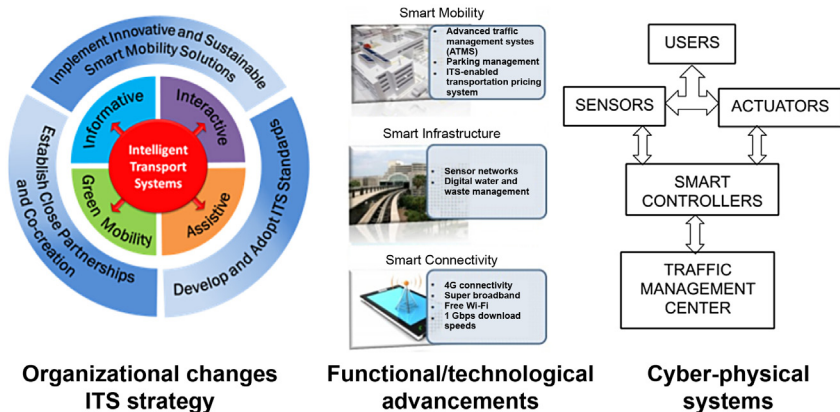 Implement Innovative and Sustainable
Smart Mobility Solutions
Establish Close Partnerships
and Co-creation
Develop and Adopt ITS Standards
Informative
Interactive
Green Mobility
Assistive
Intelligent
Transport
Systems
Organizational changes
ITS strategy
Smart Mobility
• Advanced traffic
management systes
(ATMS)
• Parking management
• ITS-enabled
transportation pricing
system
Smart Infrastructure
• Sensor networks
• Digital water and
waste management
Smart Connectivity
• 4G connectivity
• Super broadband
• Free Wi-Fi
• 1 Gbps download
speeds
Functional/technological
advancements
USERS
SENSORS
ACTUATORS
SMART
CONTROLLERS
TRAFFIC
MANAGEMENT
CENTER
Cyber-physical
systems